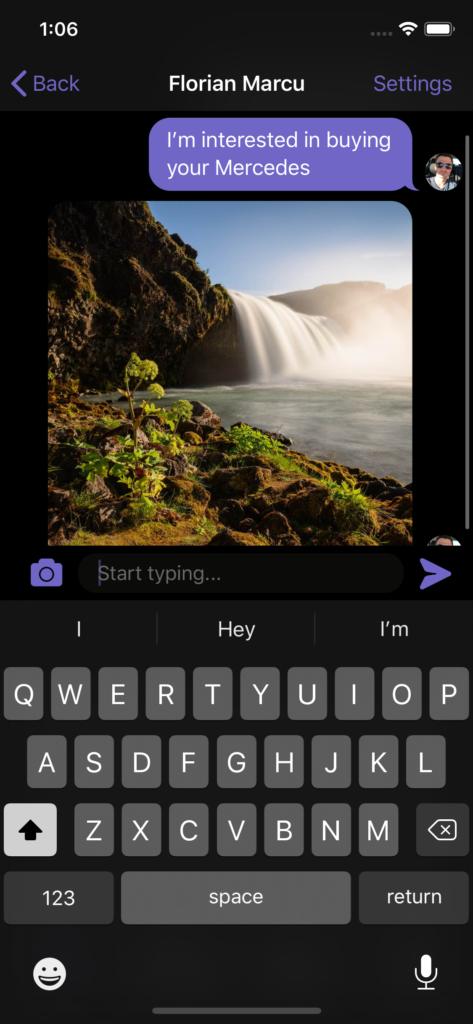 1:06
Back Florian Marcu Settings
I’m interested in buying
your Mercedes
Start typing...
I Hey I’m
Q W E R T Y U I O P
A S D F G H J K L
Z X C V B N M
123 space return